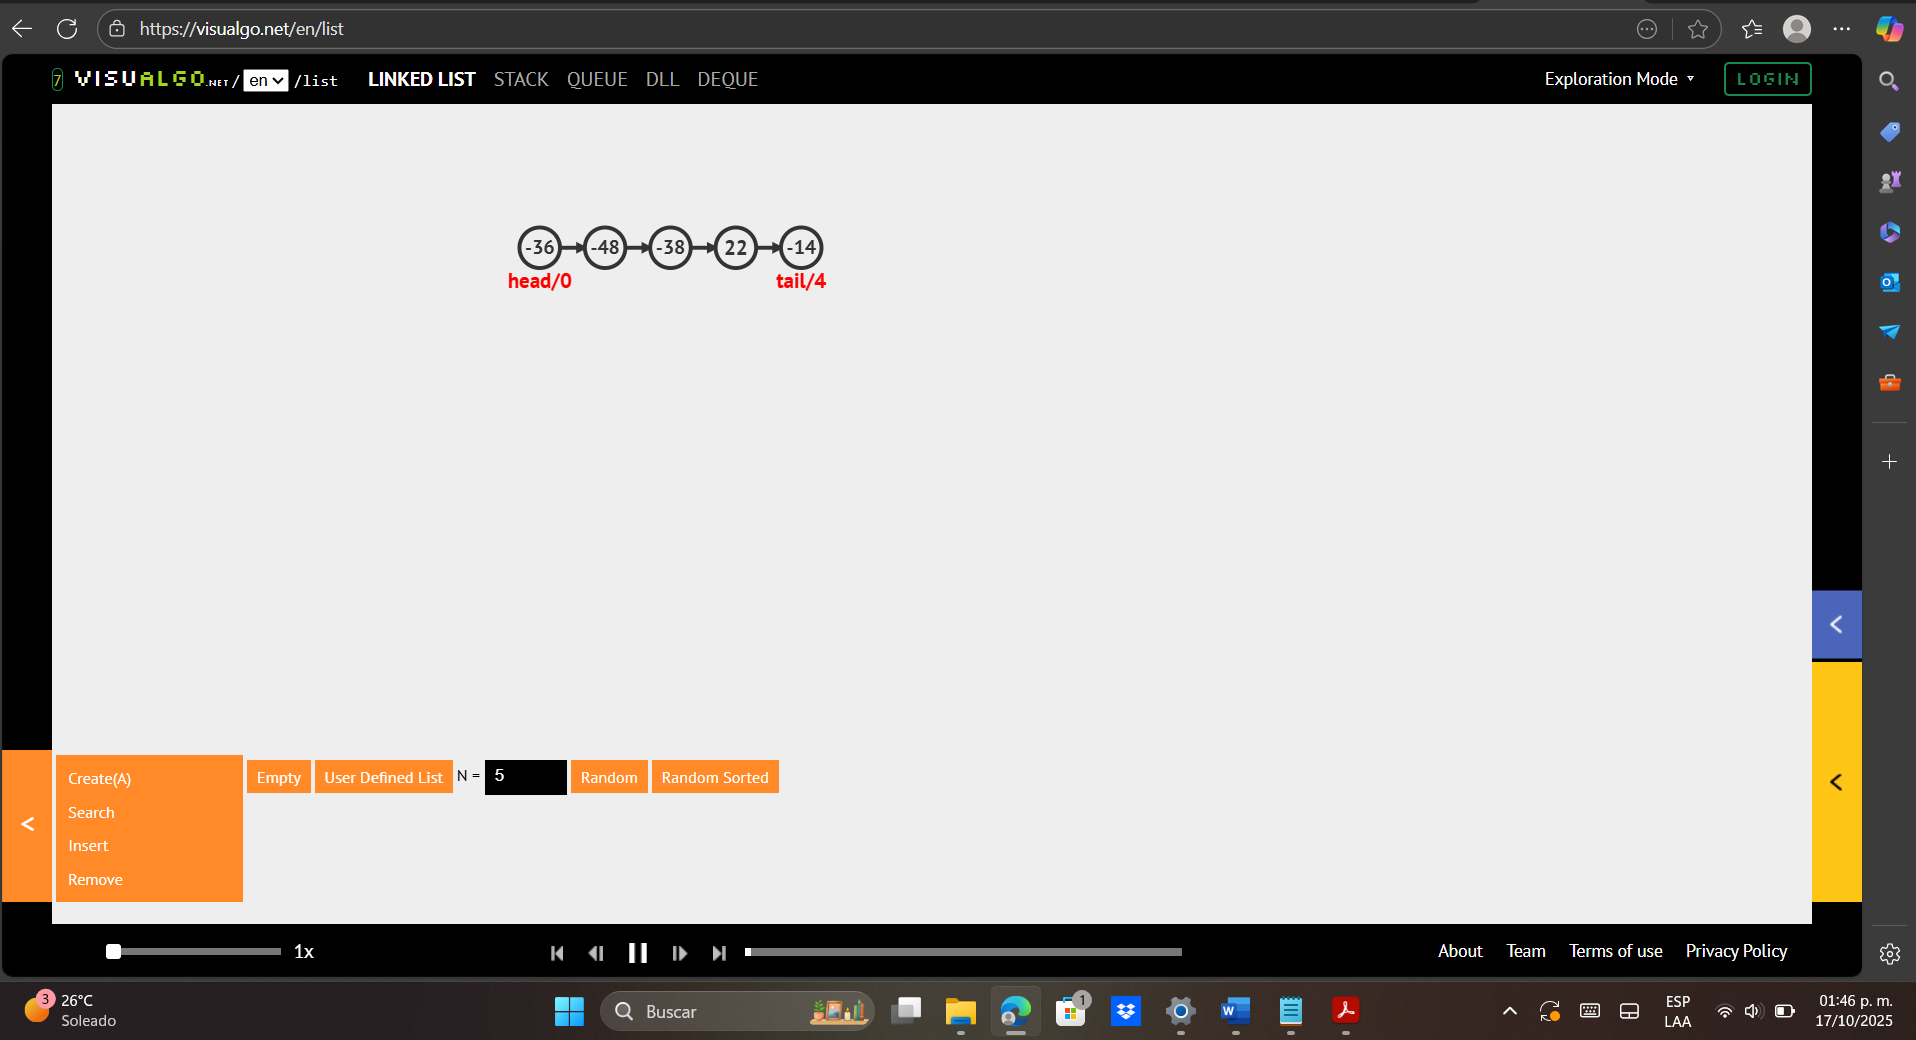 https://visualgo.net/en/list
7 VISUALGO.NET / en /list LINKED LIST STACK QUEUE DLL DEQUE Exploration Mode LOGIN
-36 -48 -38 22 -14
head/0 tail/4
Create(A) Empty User Defined List N = 5 Random Random Sorted
Search
Insert
Remove
1x About Team Terms of use Privacy Policy
3 26°C
Soleado
Buscar
1
ESP
LAA
01:46 p. m.
17/10/2025